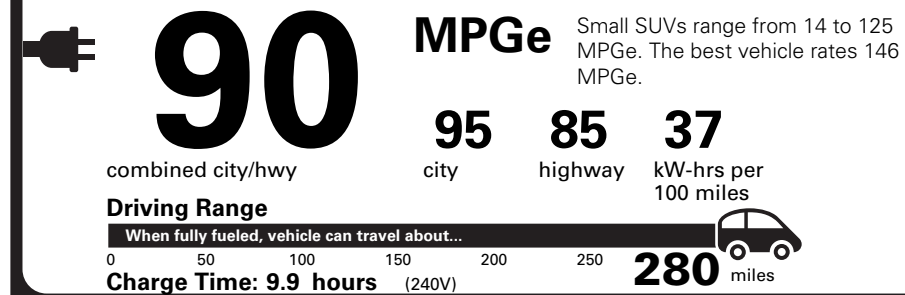 90
MPGe
Small SUVs range from 14 to 125
MPGe. The best vehicle rates 146
MPGe.
95 85 37
combined city/hwy city highway kW-hrs per
100 miles
Driving Range
When fully fueled, vehicle can travel about...
0 50 100 150 200 250 280 miles
Charge Time: 9.9 hours (240V)